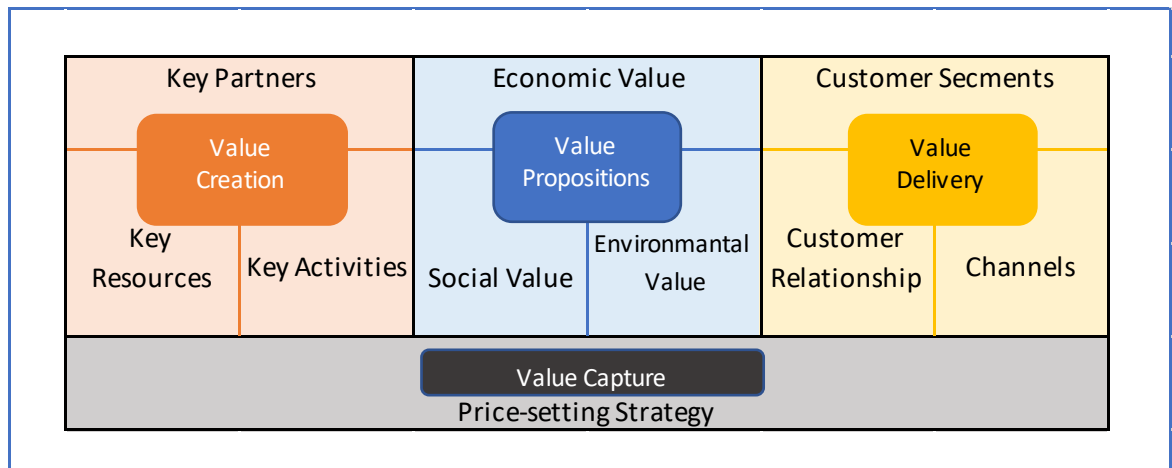 Key Partners
Economic Value
Customer Secments
Value
Creation
Value
Propositions
Value
Delivery
Key
Resources
Key Activities
Social Value
Environmantal
Value
Customer
Relationship
Channels
Value Capture
Price-setting Strategy